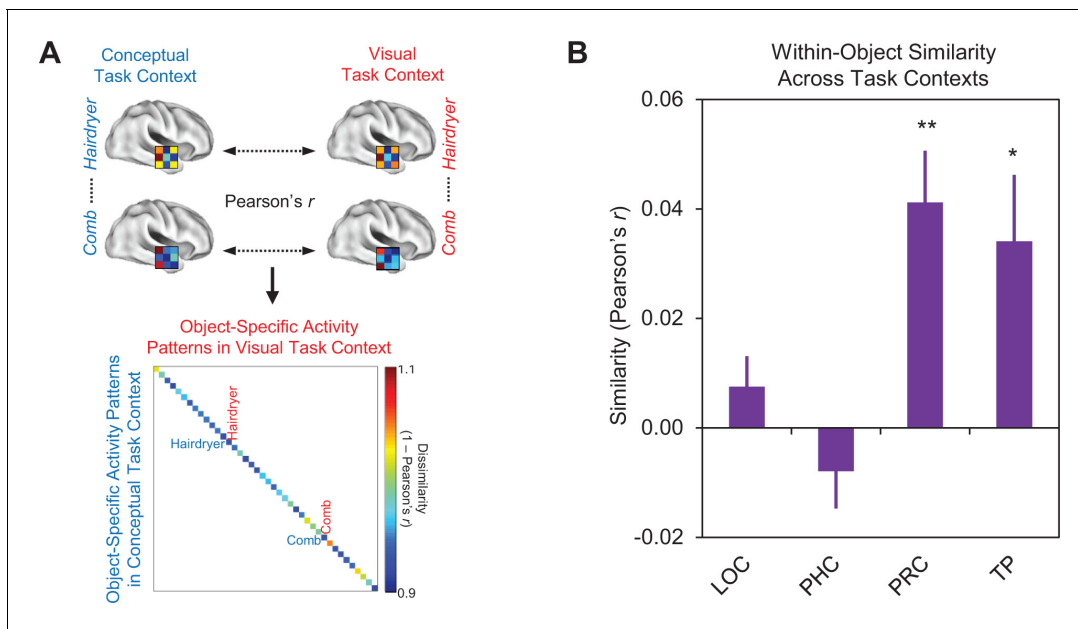 A
Conceptual
Task Context
Visual
Task Context
Hairdryer
Hairdryer
Comb
Comb
Pearson's r
Object-Specific Activity
Patterns in Visual Task Context
Object-Specific Activity Patterns
in Conceptual Task Context
Hairdryer
Hairdryer
Comb
Comb
1.1
0.9
Dissimilarity
(1 – Pearson's r)
B
Within-Object Similarity
Across Task Contexts
Similarity (Pearson's r)
0.06
0.04
0.02
0.00
-0.02
**
*
LOC
PHC
PRC
TP